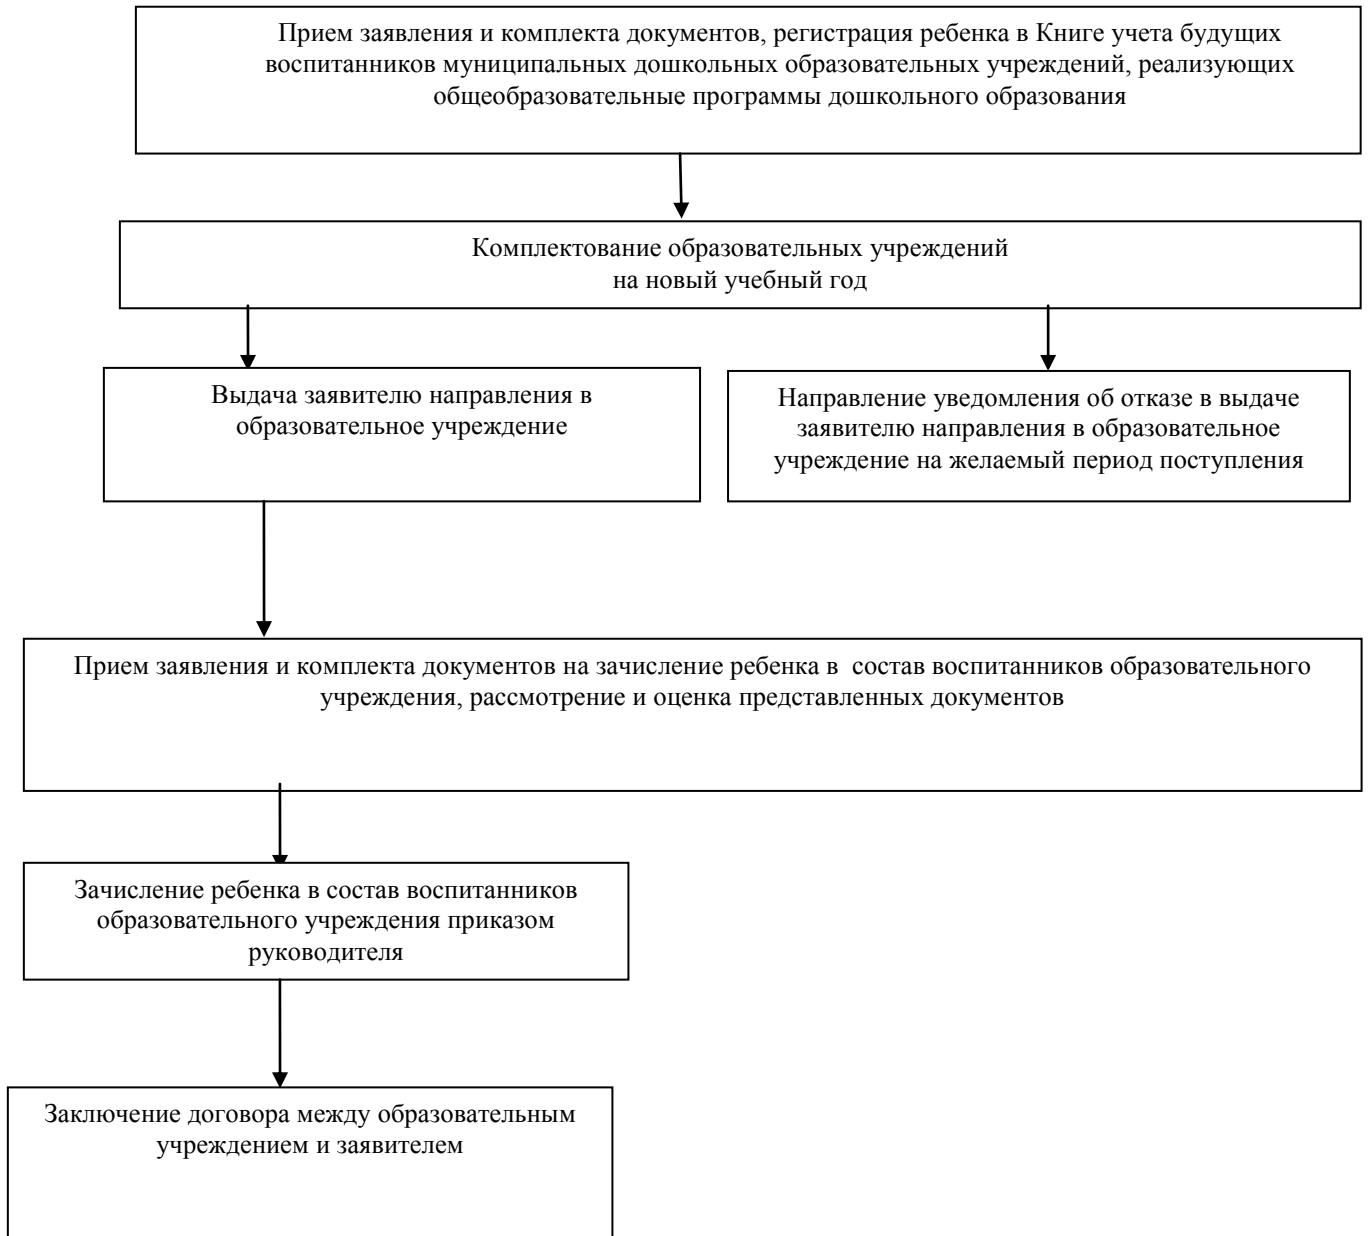 Прием заявления и комплекта документов, регистрация ребенка в Книге учета будущих
воспитанников муниципальных дошкольных образовательных учреждений, реализующих
общеобразовательные программы дошкольного образования
Комплектование образовательных учреждений
на новый учебный год
Выдача заявителю направления в
образовательное учреждение
Направление уведомления об отказе в выдаче
заявителю направления в образовательное
учреждение на желаемый период поступления
Прием заявления и комплекта документов на зачисление ребенка в  состав воспитанников образовательного
учреждения, рассмотрение и оценка представленных документов
Зачисление ребенка в состав воспитанников
образовательного учреждения приказом
руководителя
Заключение договора между образовательным
учреждением и заявителем